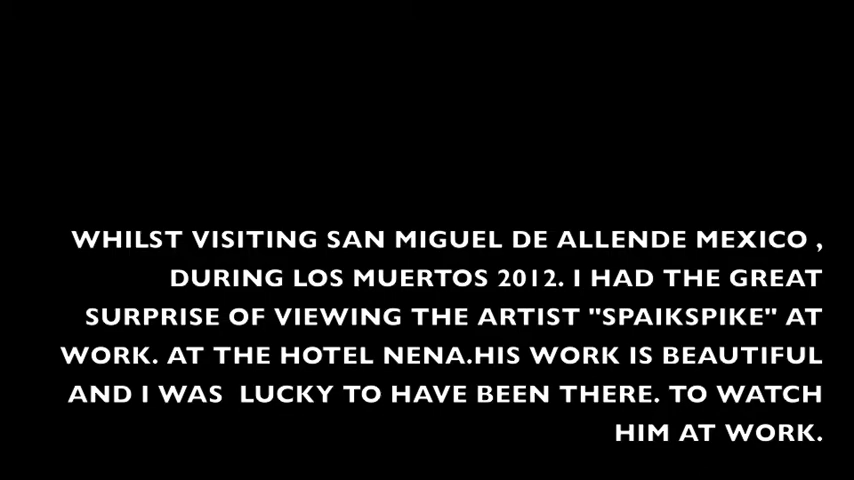 WHILST VISITING SAN MIGUEL DE ALLENDE MEXICO ,
DURING LOS MUERTOS 2012. I HAD THE GREAT
SURPRISE OF VIEWING THE ARTIST "SPAIKSPIKE" AT
WORK. AT THE HOTEL NENA.HIS WORK IS BEAUTIFUL
AND I WAS  LUCKY TO HAVE BEEN THERE. TO WATCH
HIM AT WORK.